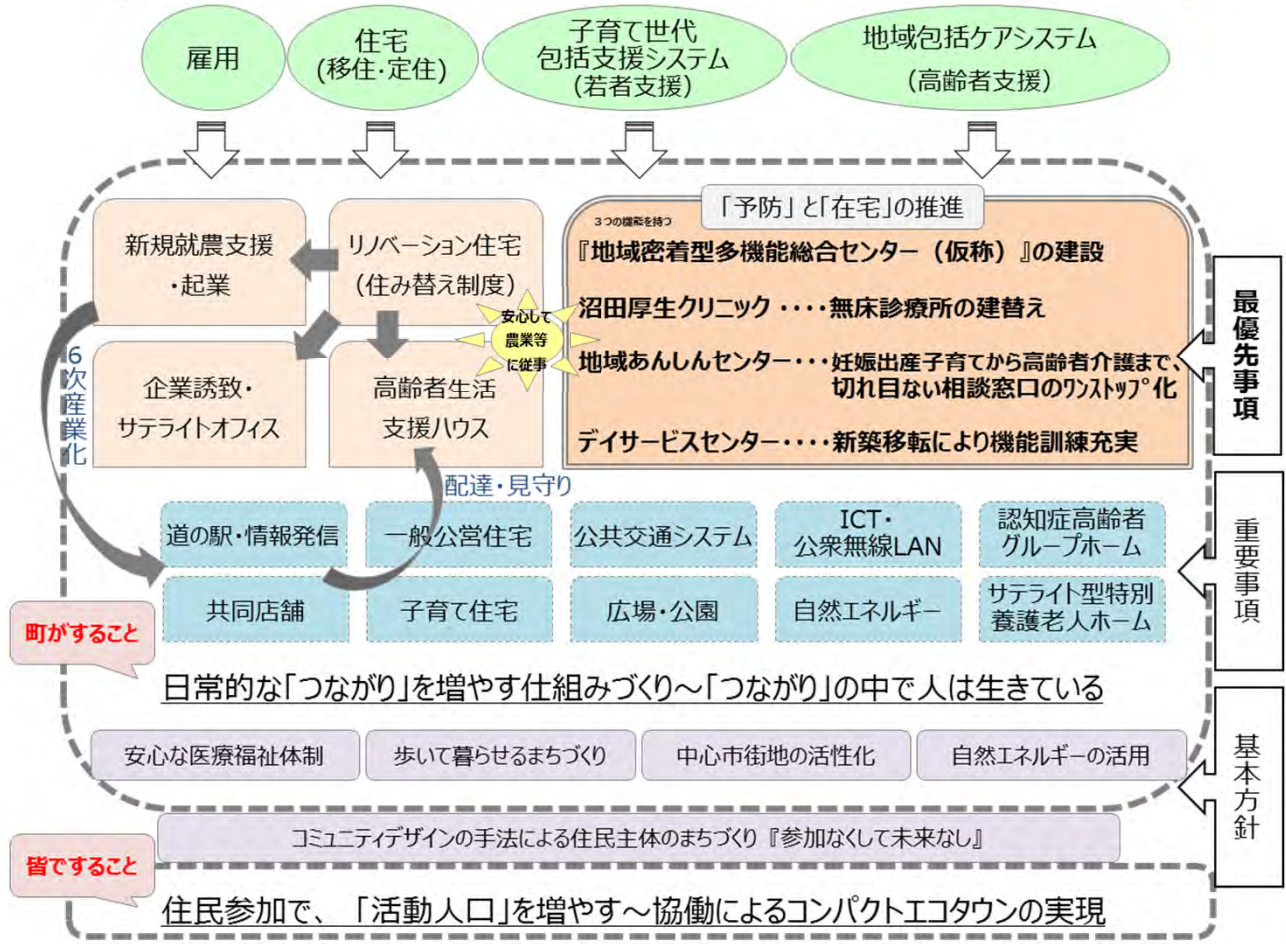 雇用
住宅
(移住・定住)
子育て世代
包括支援システム
(若者支援)
地域包括ケアシステム
(高齢者支援)
新規就農支援
・起業
リノベーション住宅
(住み替え制度)
企業誘致・
サテライトオフィス
高齢者生活
支援ハウス
安心して
農業等
に従事
「予防」と「在宅」の推進
3つの機能を持つ
『地域密着型多機能総合センター（仮称）』の建設
沼田厚生クリニック・・・・無床診療所の建替え
地域あんしんセンター・・・妊娠出産子育てから高齢者介護まで、
切れ目ない相談窓口のワンストップ化
デイサービスセンター・・・・新築移転により機能訓練充実
最優先事項
6次産業化
配達・見守り
道の駅・情報発信
一般公営住宅
公共交通システム
ICT・
公衆無線LAN
認知症高齢者
グループホーム
共同店舗
子育て住宅
広場・公園
自然エネルギー
サテライト型特別
養護老人ホーム
重要事項
町がすること
日常的な「つながり」を増やす仕組みづくり～「つながり」の中で人は生きている
安心な医療福祉体制
歩いて暮らせるまちづくり
中心市街地の活性化
自然エネルギーの活用
基本方針
コミュニティデザインの手法による住民主体のまちづくり『参加なくして未来なし』
皆ですること
住民参加で、「活動人口」を増やす～協働によるコンパクトエコタウンの実現